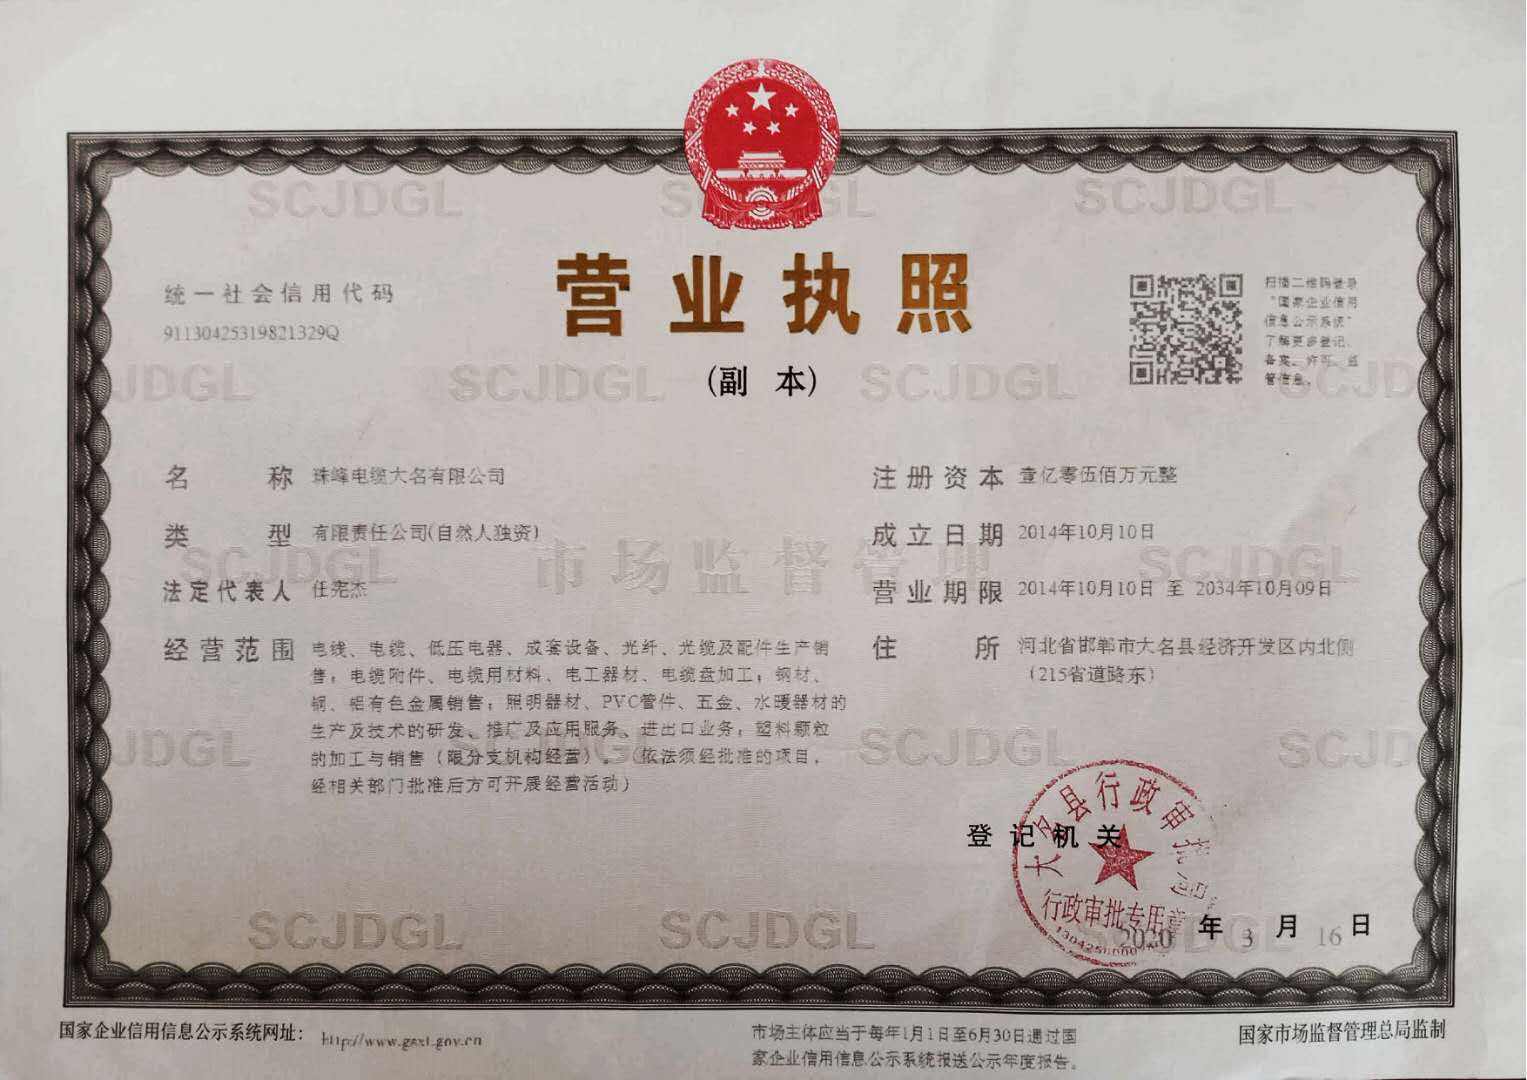 营业执照
(副 本)
统一社会信用代码
91130425319821329Q
扫描二维码登录
“国家企业信用
信息公示系统”
了解更多登记、
备案、许可、监
管信息。
名 称 珠峰电缆大名有限公司
类 型 有限责任公司(自然人独资)
法定代表人 任宪杰
经营范围 电线、电缆、低压电器、成套设备、光纤、光缆及配件生产销
售；电缆附件、电缆用材料、电工器材、电缆盘加工；钢材、
铜、铝有色金属销售；照明器材、PVC管件、五金、水暖器材的
生产及技术的研发、推广及应用服务、进出口业务；塑料颗粒
的加工与销售（限分支机构经营）。（依法须经批准的项目，
经相关部门批准后方可开展经营活动）
注册资本 壹亿零伍佰万元整
成立日期 2014年10月10日
营业期限 2014年10月10日 至 2034年10月09日
住 所 河北省邯郸市大名县经济开发区内北侧
（215省道路东）
登记机关
大名县行政审批局
行政审批专用章
2020 年 3 月 16 日
国家企业信用信息公示系统网址： http://www.gsxt.gov.cn
市场主体应当于每年1月1日至6月30日通过国
家企业信用信息公示系统报送公示年度报告。
国家市场监督管理总局监制
SCJDGL
市场监督管理